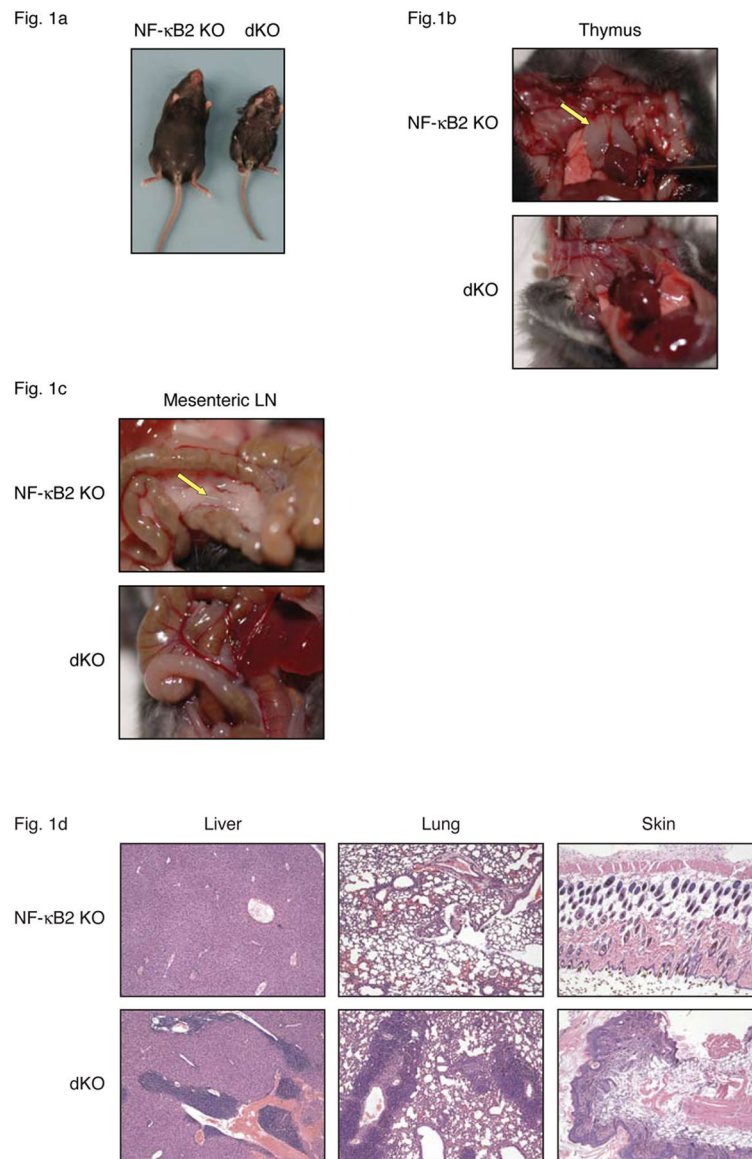 Fig. 1a
NF-κB2 KO dKO
Fig.1b
Thymus
NF-κB2 KO
dKO
Fig. 1c
Mesenteric LN
NF-κB2 KO
dKO
Fig. 1d
Liver Lung Skin
NF-κB2 KO
dKO